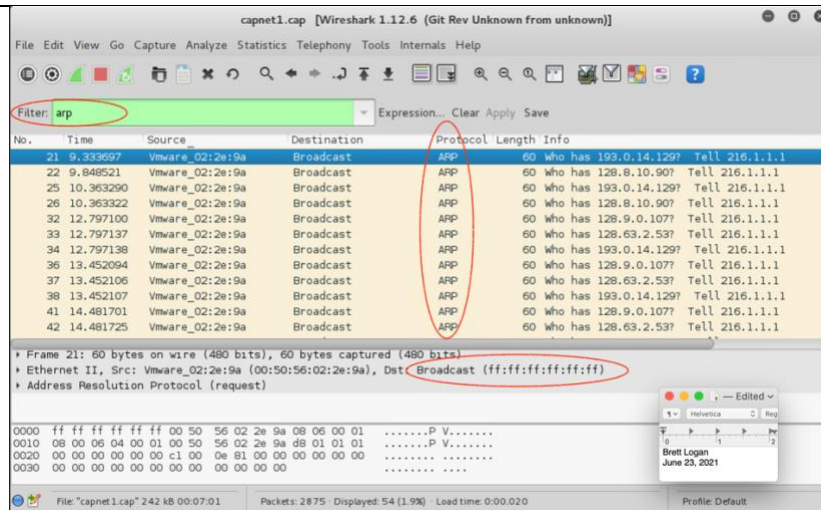 capnet1.cap [Wireshark 1.12.6 (Git Rev Unknown from unknown)]
File Edit View Go Capture Analyze Statistics Telephony Tools Internals Help
Filter: arp Expression... Clear Apply Save
No. Time Source Destination Protocol Length Info
21 9.333697 Vmware_02:2e:9a Broadcast ARP 60 Who has 193.0.14.129? Tell 216.1.1.1
22 9.848521 Vmware_02:2e:9a Broadcast ARP 60 Who has 128.8.10.90? Tell 216.1.1.1
25 10.363290 Vmware_02:2e:9a Broadcast ARP 60 Who has 193.0.14.129? Tell 216.1.1.1
26 10.363322 Vmware_02:2e:9a Broadcast ARP 60 Who has 128.8.10.90? Tell 216.1.1.1
32 12.797100 Vmware_02:2e:9a Broadcast ARP 60 Who has 128.9.0.107? Tell 216.1.1.1
33 12.797137 Vmware_02:2e:9a Broadcast ARP 60 Who has 128.63.2.53? Tell 216.1.1.1
34 12.797138 Vmware_02:2e:9a Broadcast ARP 60 Who has 193.0.14.129? Tell 216.1.1.1
36 13.452094 Vmware_02:2e:9a Broadcast ARP 60 Who has 128.9.0.107? Tell 216.1.1.1
37 13.452106 Vmware_02:2e:9a Broadcast ARP 60 Who has 128.63.2.53? Tell 216.1.1.1
38 13.452107 Vmware_02:2e:9a Broadcast ARP 60 Who has 193.0.14.129? Tell 216.1.1.1
41 14.481701 Vmware_02:2e:9a Broadcast ARP 60 Who has 128.9.0.107? Tell 216.1.1.1
42 14.481725 Vmware_02:2e:9a Broadcast ARP 60 Who has 128.63.2.53? Tell 216.1.1.1
Frame 21: 60 bytes on wire (480 bits), 60 bytes captured (480 bits)
Ethernet II, Src: Vmware_02:2e:9a (00:50:56:02:2e:9a), Dst: Broadcast (ff:ff:ff:ff:ff:ff)
Address Resolution Protocol (request)
0000 ff ff ff ff ff ff 00 50 56 02 2e 9a 08 06 00 01 .......P V.......
0010 08 00 06 04 00 01 00 50 56 02 2e 9a d8 01 01 01 .......P V.......
0020 00 00 00 00 00 00 c1 00 0e 81 00 00 00 00 00 00 ........ ........
0030 00 00 00 00 00 00 00 00 00 00 00 00 ........ ....
— Edited
Helvetica Reg
0 1 2
Brett Logan
June 23, 2021
File: "capnet1.cap" 242 kB 00:07:01 Packets: 2875 · Displayed: 54 (1.9%) · Load time: 0:00.020 Profile: Default